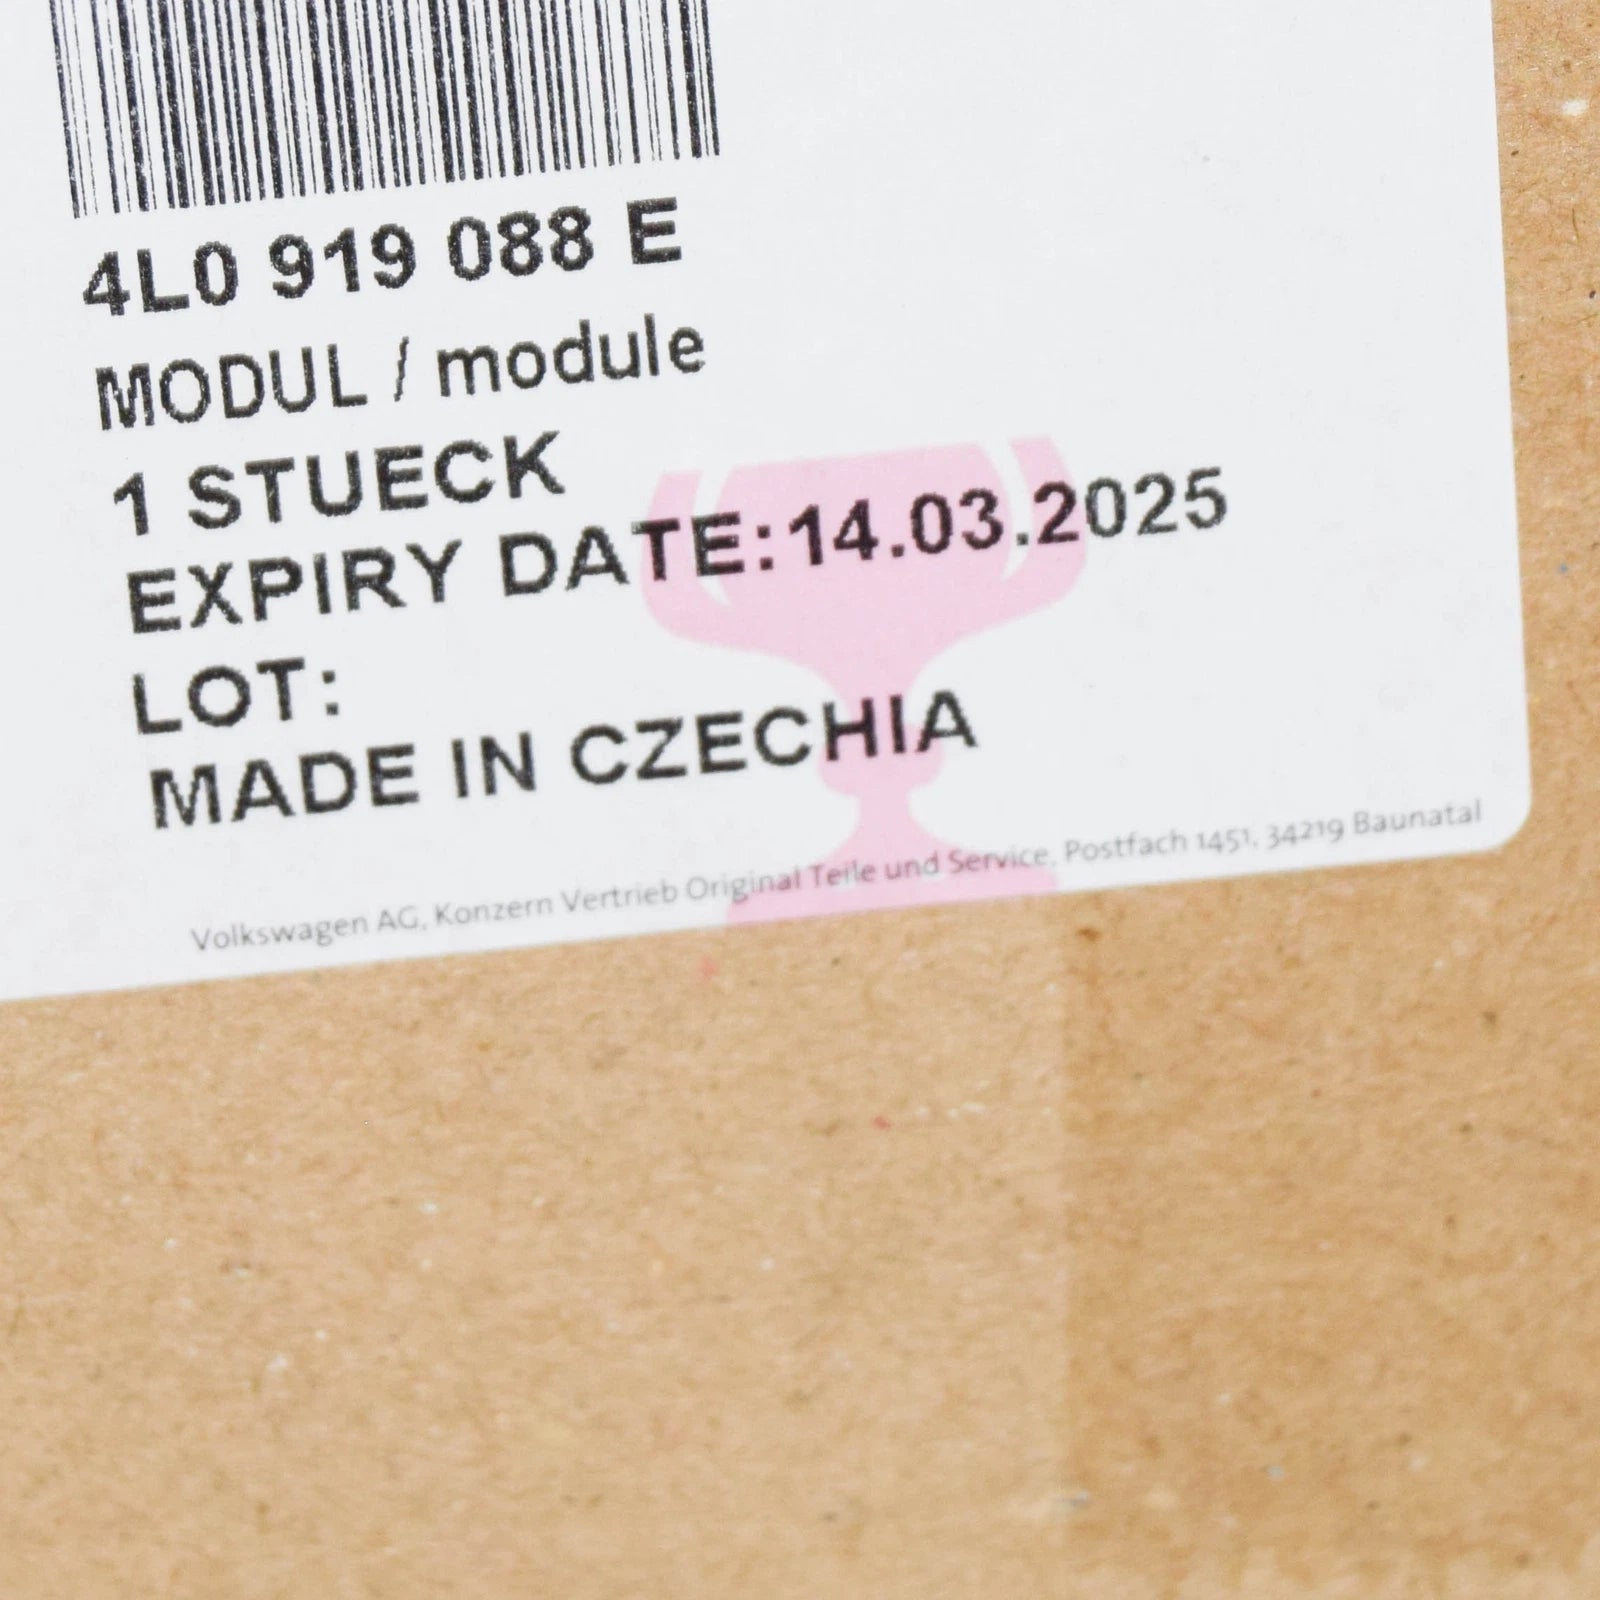 4L0 919 088 E
MODUL / module
1 STUECK
EXPIRY DATE:14.03.2025
LOT:
MADE IN CZECHIA
Volkswagen AG, Konzern Vertrieb Original Teile und Service, Postfach 1451, 34219 Baunatal